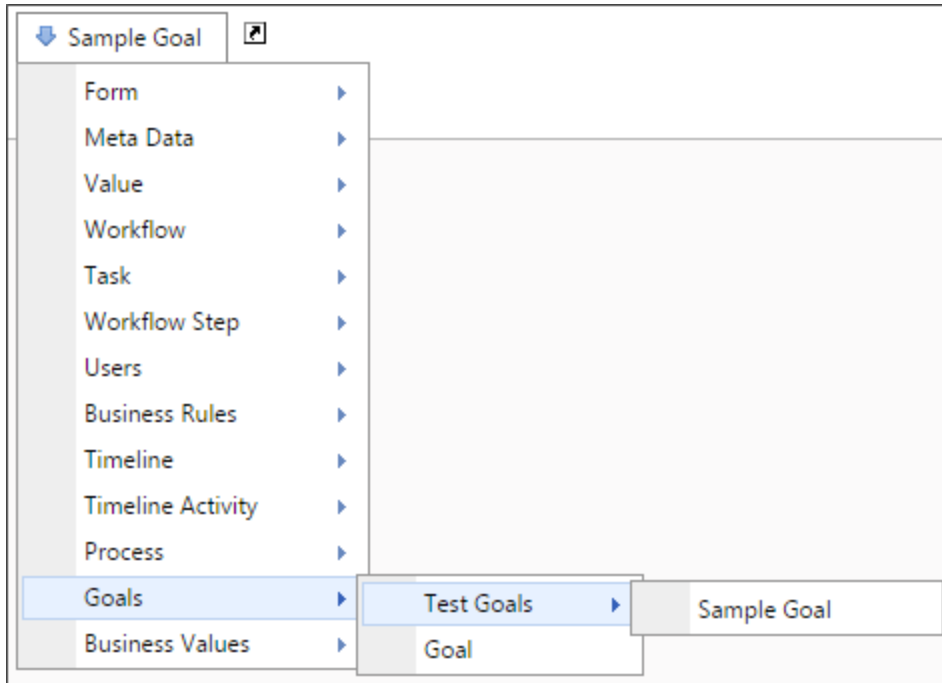 Sample Goal
Form
Meta Data
Value
Workflow
Task
Workflow Step
Users
Business Rules
Timeline
Timeline Activity
Process
Goals
Test Goals
Sample Goal
Business Values
Goal